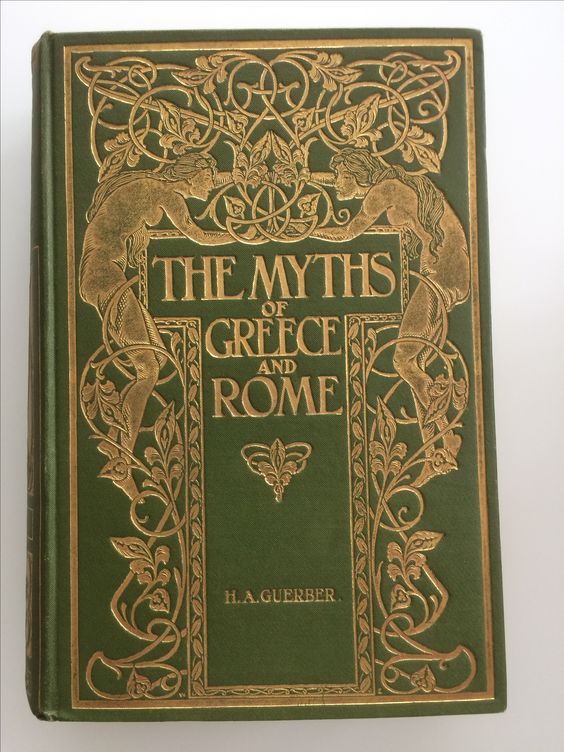 THE MYTHS
OF
GREECE
AND
ROME
H. A. GUERBER.